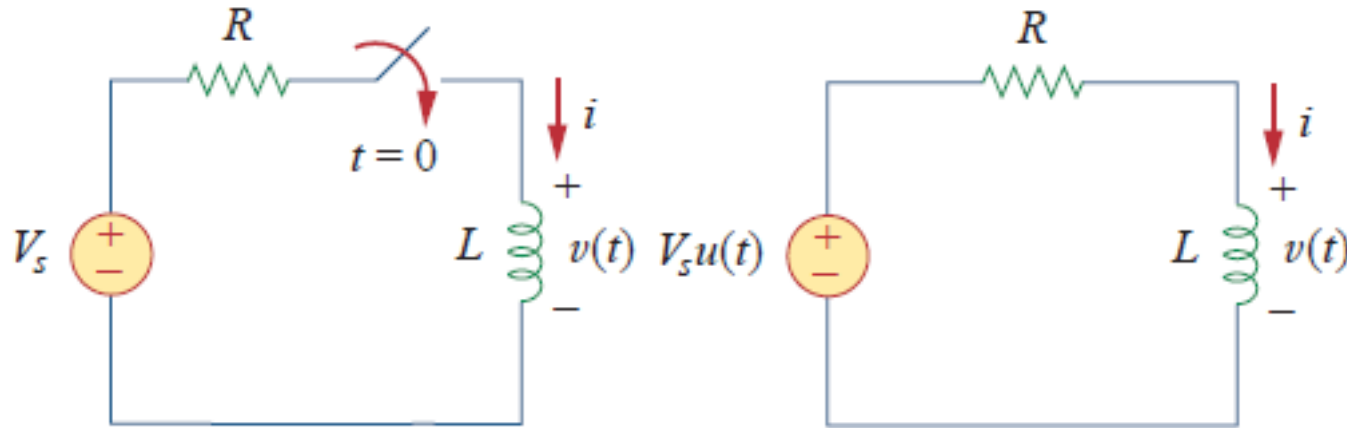 R
t = 0
i
+
V_s
+
−
L
v(t)
−
R
i
+
V_s u(t)
+
−
L
v(t)
−